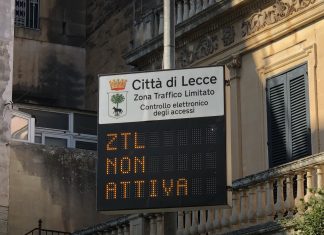 Città di Lecce
Zona Traffico Limitato
Controllo elettronico
degli accessi
ZTL
NON
ATTIVA